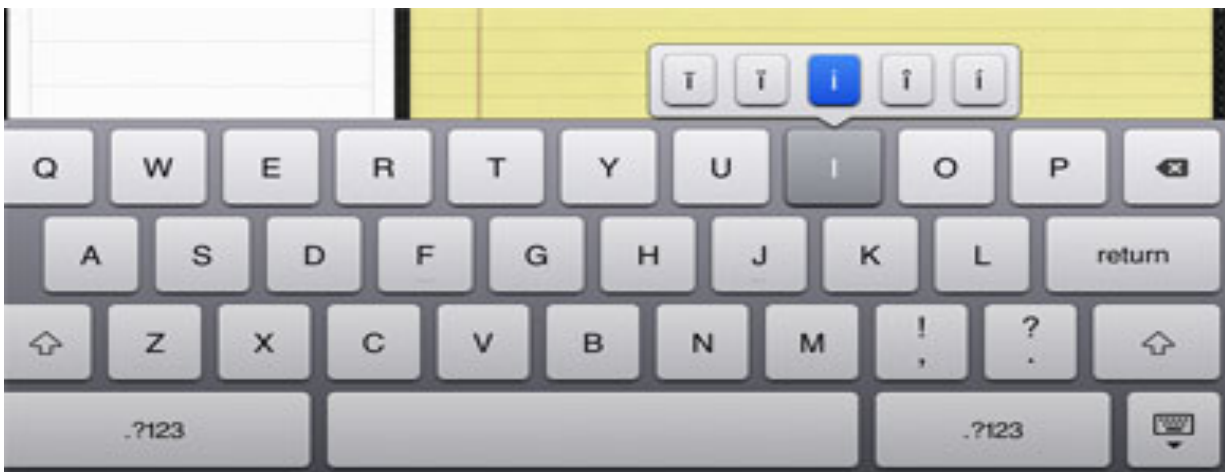 ī ï i î í
Q W E R T Y U I O P
A S D F G H J K L return
! ?
Z X C V B N M , .
.?123 .?123